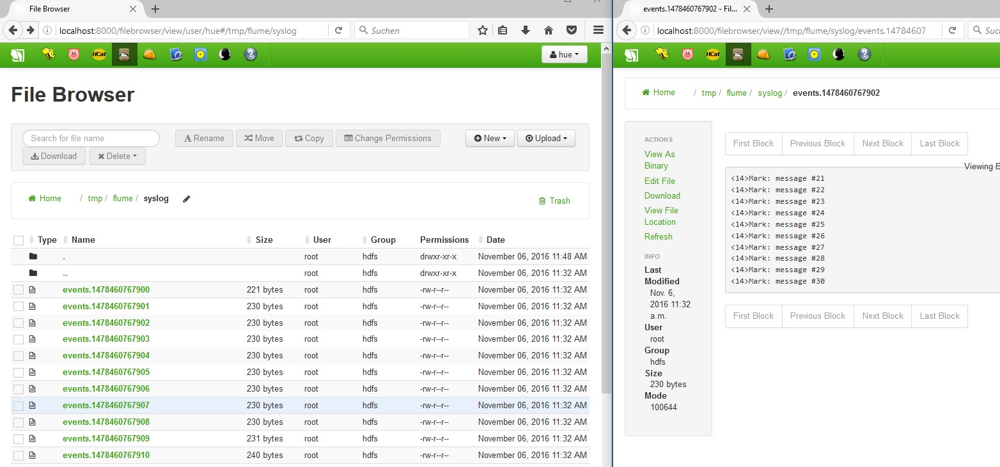 File Browser
localhost:8000/filebrowser/view/user/hue#/tmp/flume/syslog
Suchen
HCat
hue
File Browser
Search for file name
Rename
Move
Copy
Change Permissions
New
Upload
Download
Delete
Home / tmp / flume / syslog
Trash
Type Name Size User Group Permissions Date
. root hdfs drwxr-xr-x November 06, 2016 11:48 AM
.. root hdfs drwxr-xr-x November 06, 2016 11:32 AM
events.1478460767900 221 bytes root hdfs -rw-r--r-- November 06, 2016 11:32 AM
events.1478460767901 230 bytes root hdfs -rw-r--r-- November 06, 2016 11:32 AM
events.1478460767902 230 bytes root hdfs -rw-r--r-- November 06, 2016 11:32 AM
events.1478460767903 230 bytes root hdfs -rw-r--r-- November 06, 2016 11:32 AM
events.1478460767904 230 bytes root hdfs -rw-r--r-- November 06, 2016 11:32 AM
events.1478460767905 230 bytes root hdfs -rw-r--r-- November 06, 2016 11:32 AM
events.1478460767906 230 bytes root hdfs -rw-r--r-- November 06, 2016 11:32 AM
events.1478460767907 230 bytes root hdfs -rw-r--r-- November 06, 2016 11:32 AM
events.1478460767908 230 bytes root hdfs -rw-r--r-- November 06, 2016 11:32 AM
events.1478460767909 231 bytes root hdfs -rw-r--r-- November 06, 2016 11:32 AM
events.1478460767910 240 bytes root hdfs -rw-r--r-- November 06, 2016 11:32 AM
events.1478460767902 - Fil...
localhost:8000/filebrowser/view//tmp/flume/syslog/events.14784607
HCat
Home / tmp / flume / syslog / events.1478460767902
ACTIONS
View As
Binary
Edit File
Download
View File
Location
Refresh
INFO
Last
Modified
Nov. 6,
2016 11:32
a.m.
User
root
Group
hdfs
Size
230 bytes
Mode
100644
First Block Previous Block Next Block Last Block
Viewing
<14>Mark: message #21
<14>Mark: message #22
<14>Mark: message #23
<14>Mark: message #24
<14>Mark: message #25
<14>Mark: message #26
<14>Mark: message #27
<14>Mark: message #28
<14>Mark: message #29
<14>Mark: message #30
First Block Previous Block Next Block Last Block